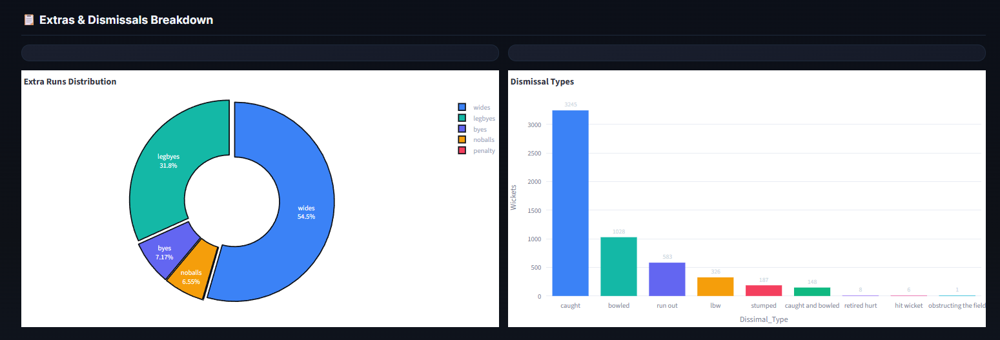 📋 Extras & Dismissals Breakdown
Extra Runs Distribution
wides
legbyes
byes
noballs
penalty
legbyes
31.8%
wides
54.5%
byes
7.17%
noballs
6.55%
Dismissal Types
Wickets
3000
2500
2000
1500
1000
500
0
3245
1028
583
326
187
148
8
6
1
caught bowled run out lbw stumped caught and bowled retired hurt hit wicket obstructing the field
Dissimal_Type